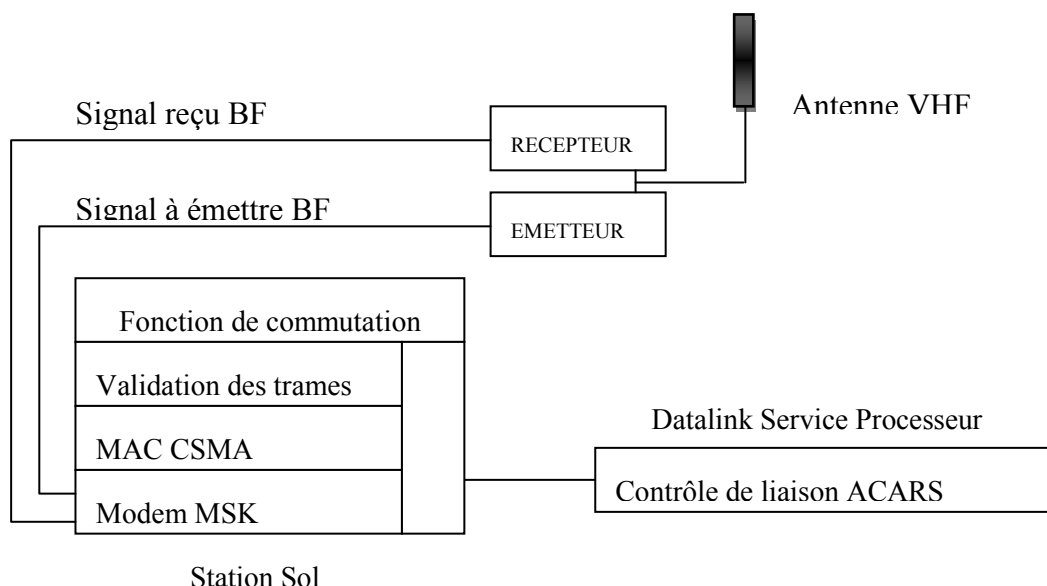 Signal reçu BF
RECEPTEUR
Antenne VHF
Signal à émettre BF
EMETTEUR
Fonction de commutation
Validation des trames
MAC CSMA
Modem MSK
Station Sol
Datalink Service Processeur
Contrôle de liaison ACARS